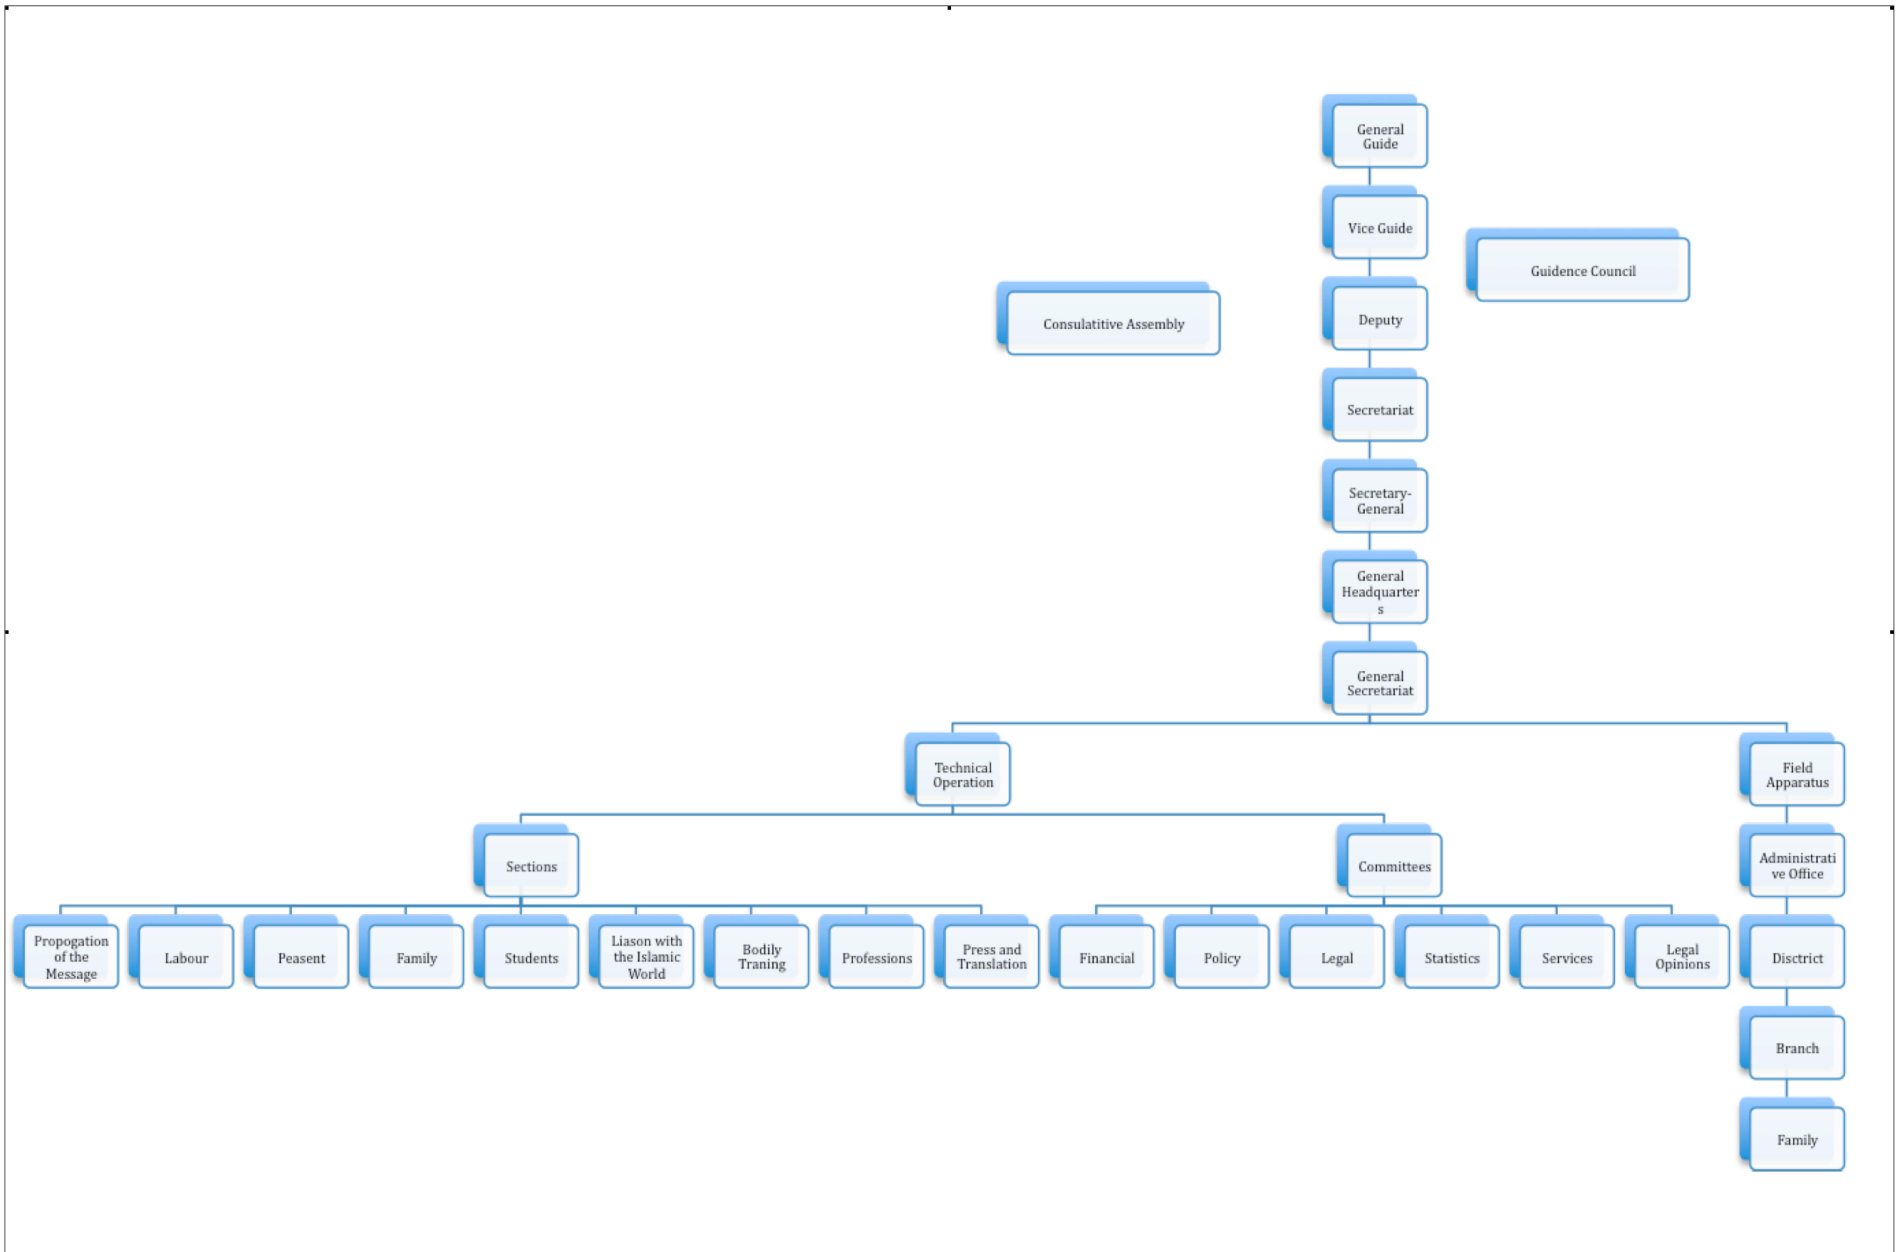 General
Guide
Vice Guide
Guidence Council
Consulatitive Assembly
Deputy
Secretariat
Secretary-
General
General
Headquarter
s
General
Secretariat
Technical
Operation
Field
Apparatus
Sections
Committees
Administrati
ve Office
Propogation
of the
Message
Labour
Peasent
Family
Students
Liason with
the Islamic
World
Bodily
Traning
Professions
Press and
Translation
Financial
Policy
Legal
Statistics
Services
Legal
Opinions
Disctrict
Branch
Family